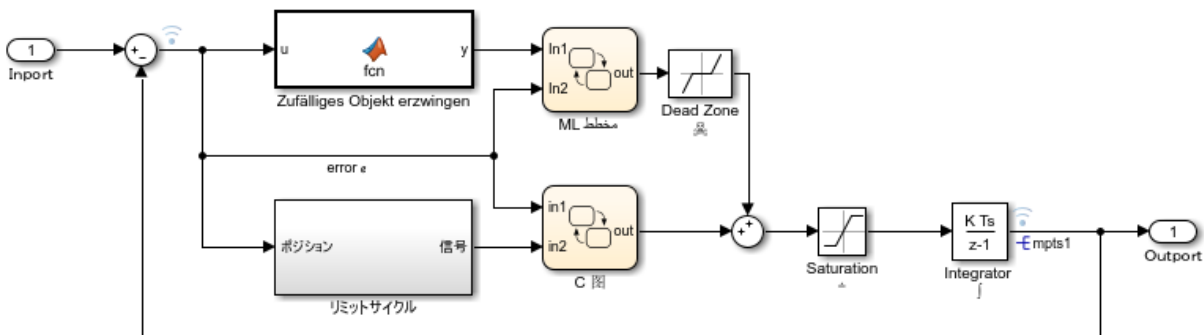 1
Inport
+
-
u
fcn
y
Zufälliges Objekt erzwingen
In1
In2
out
ML مخطط
Dead Zone
error e
ポジション
信号
リミットサイクル
in1
in2
out
C 图
+
+
Saturation
K Ts
z-1
Integrator
∫
mpts1
1
Outport